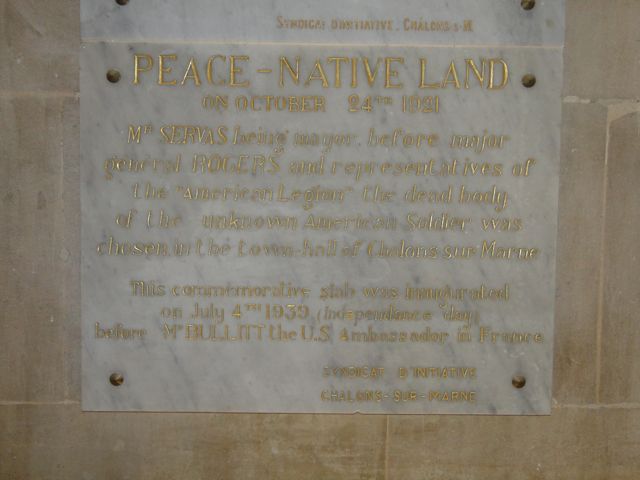 SYNDICAT D'INITIATIVE. CHÂLONS-S-M
PEACE - NATIVE LAND
ON OCTOBER 24TH 1921
MR SERVAS being mayor, before major
general ROGERS and representatives of
the "American Legion" the dead body
of the unknown American Soldier was
chosen in the town-hall of Chalons sur Marne
This commemorative slab was inaugurated
on July 4TH 1939 (Independance day)
before MR BULLITT the U.S. Ambassador in France
SYNDICAT D'INITIATIVE
CHALONS-SUR-MARNE